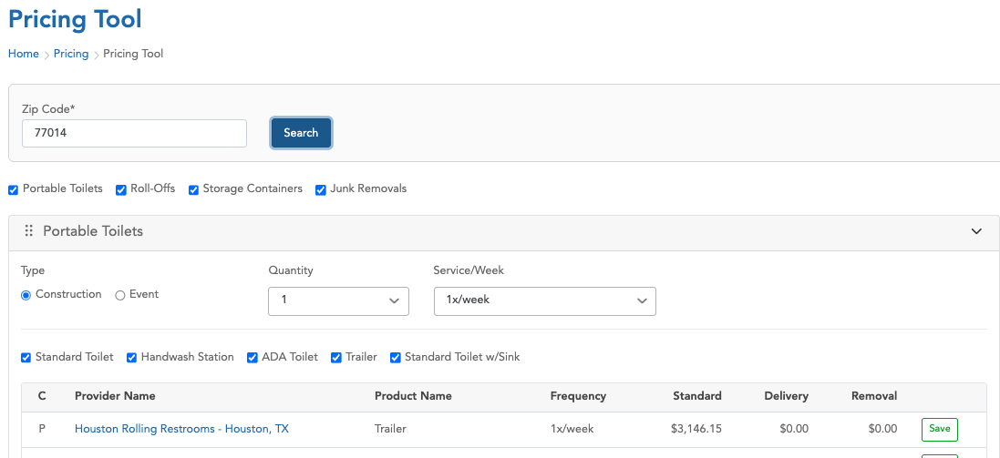 Pricing Tool
Home > Pricing > Pricing Tool
Zip Code*
77014
Search
Portable Toilets Roll-Offs Storage Containers Junk Removals
Portable Toilets
Type Quantity Service/Week
Construction Event 1 1x/week
Standard Toilet Handwash Station ADA Toilet Trailer Standard Toilet w/Sink
C Provider Name Product Name Frequency Standard Delivery Removal
P Houston Rolling Restrooms - Houston, TX Trailer 1x/week $3,146.15 $0.00 $0.00 Save